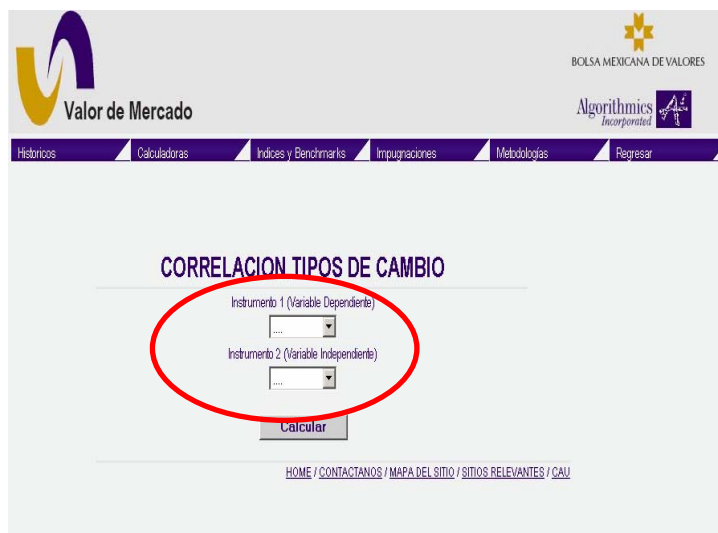 BOLSA MEXICANA DE VALORES
Valor de Mercado
Algorithmics
Incorporated
Historicos Calculadoras Indices y Benchmarks Impugnaciones Metodologías Regresar
CORRELACION TIPOS DE CAMBIO
Instrumento 1 (Variable Dependiente)
....
Instrumento 2 (Variable Independiente)
....
Calcular
HOME / CONTACTANOS / MAPA DEL SITIO / SITIOS RELEVANTES / CAU